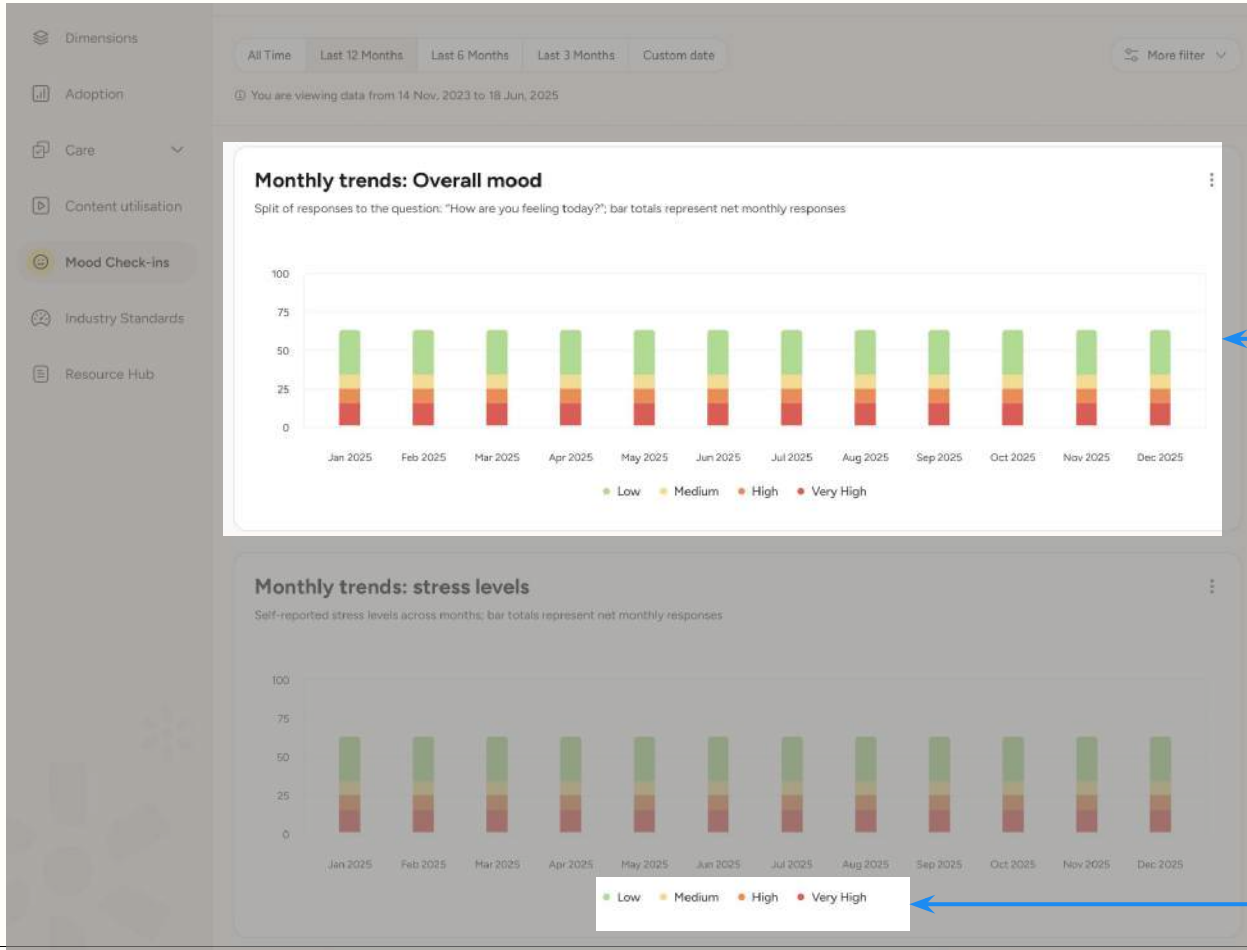 Dimensions
Adoption
Care
Content utilisation
Mood Check-ins
Industry Standards
Resource Hub
All Time Last 12 Months Last 6 Months Last 3 Months Custom date More filter
You are viewing data from 14 Nov, 2023 to 18 Jun, 2025
Monthly trends: Overall mood
Split of responses to the question: "How are you feeling today?"; bar totals represent net monthly responses
100
75
50
25
0
Jan 2025 Feb 2025 Mar 2025 Apr 2025 May 2025 Jun 2025 Jul 2025 Aug 2025 Sep 2025 Oct 2025 Nov 2025 Dec 2025
Low Medium High Very High
Monthly trends: stress levels
Self-reported stress levels across months; bar totals represent net monthly responses
100
75
50
25
0
Jan 2025 Feb 2025 Mar 2025 Apr 2025 May 2025 Jun 2025 Jul 2025 Aug 2025 Sep 2025 Oct 2025 Nov 2025 Dec 2025
Low Medium High Very High